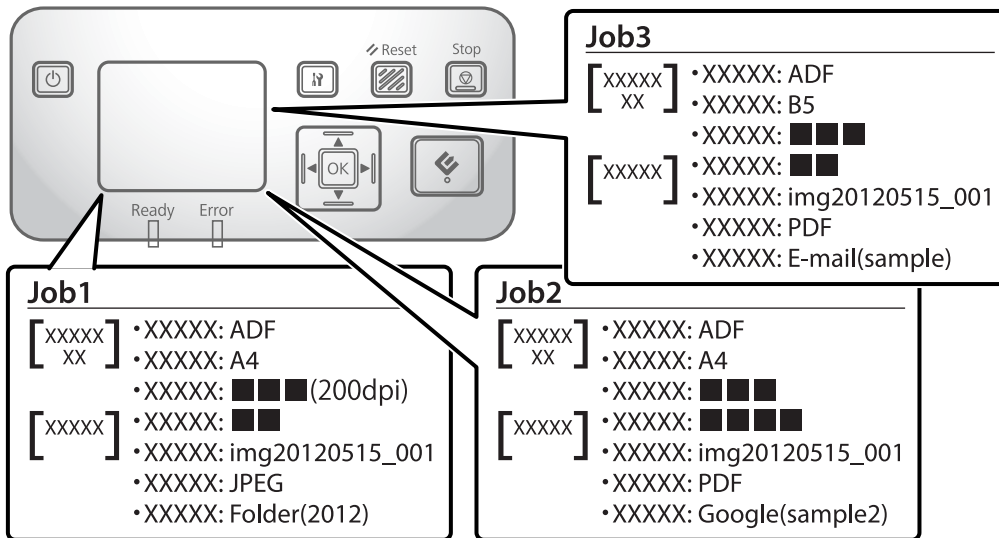 Reset
Stop
OK
Ready
Error
Job3
[XXXXX XX]
•XXXXX: ADF
•XXXXX: B5
•XXXXX: ■■■
[XXXXX]
•XXXXX: ■■
•XXXXX: img20120515_001
•XXXXX: PDF
•XXXXX: E-mail(sample)
Job1
[XXXXX XX]
•XXXXX: ADF
•XXXXX: A4
•XXXXX: ■■■(200dpi)
[XXXXX]
•XXXXX: ■■
•XXXXX: img20120515_001
•XXXXX: JPEG
•XXXXX: Folder(2012)
Job2
[XXXXX XX]
•XXXXX: ADF
•XXXXX: A4
•XXXXX: ■■■
[XXXXX]
•XXXXX: ■■■■
•XXXXX: img20120515_001
•XXXXX: PDF
•XXXXX: Google(sample2)